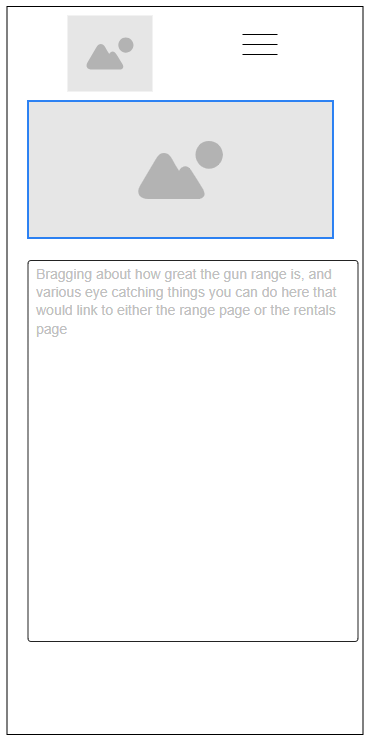 Bragging about how great the gun range is, and
various eye catching things you can do here that
would link to either the range page or the rentals
page